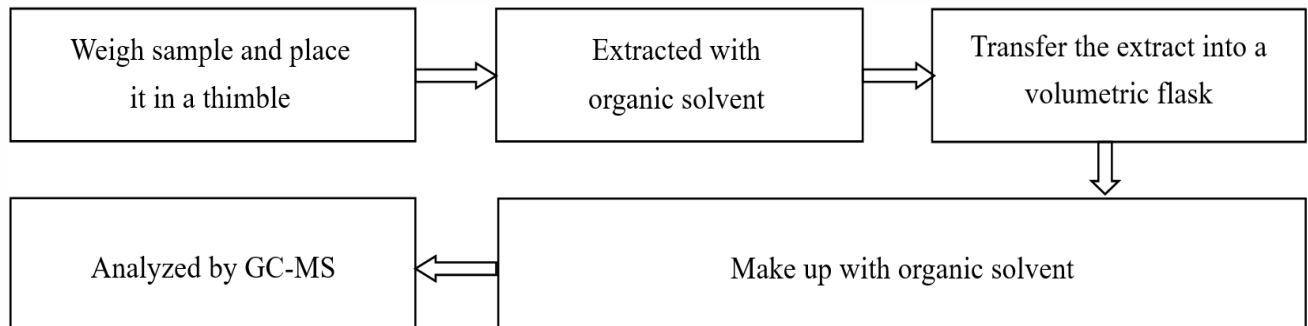 Weigh sample and place
it in a thimble
Extracted with
organic solvent
Transfer the extract into a
volumetric flask
Make up with organic solvent
Analyzed by GC-MS